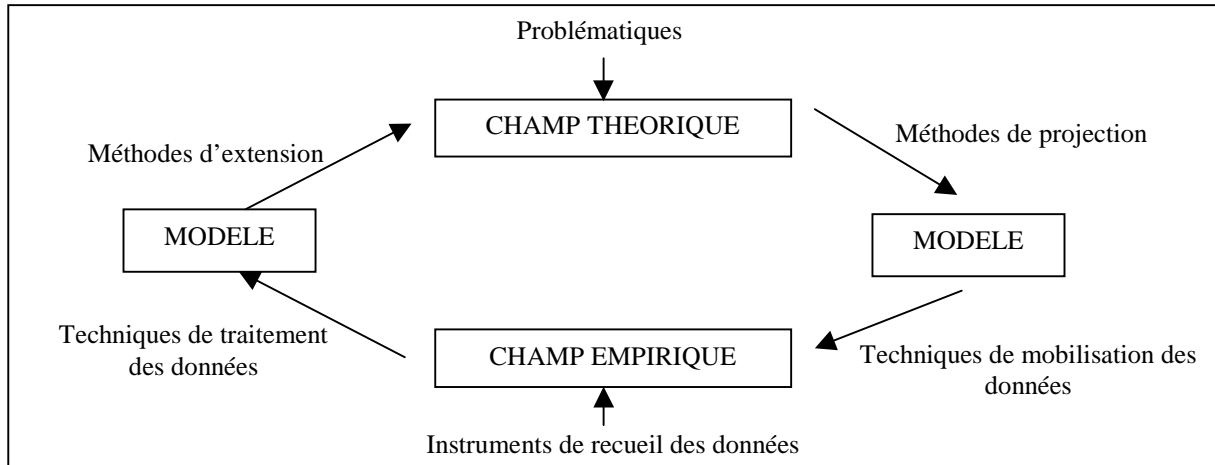 Problématiques
CHAMP THEORIQUE
Méthodes d'extension
Méthodes de projection
MODELE
MODELE
Techniques de traitement
des données
CHAMP EMPIRIQUE
Techniques de mobilisation des
données
Instruments de recueil des données